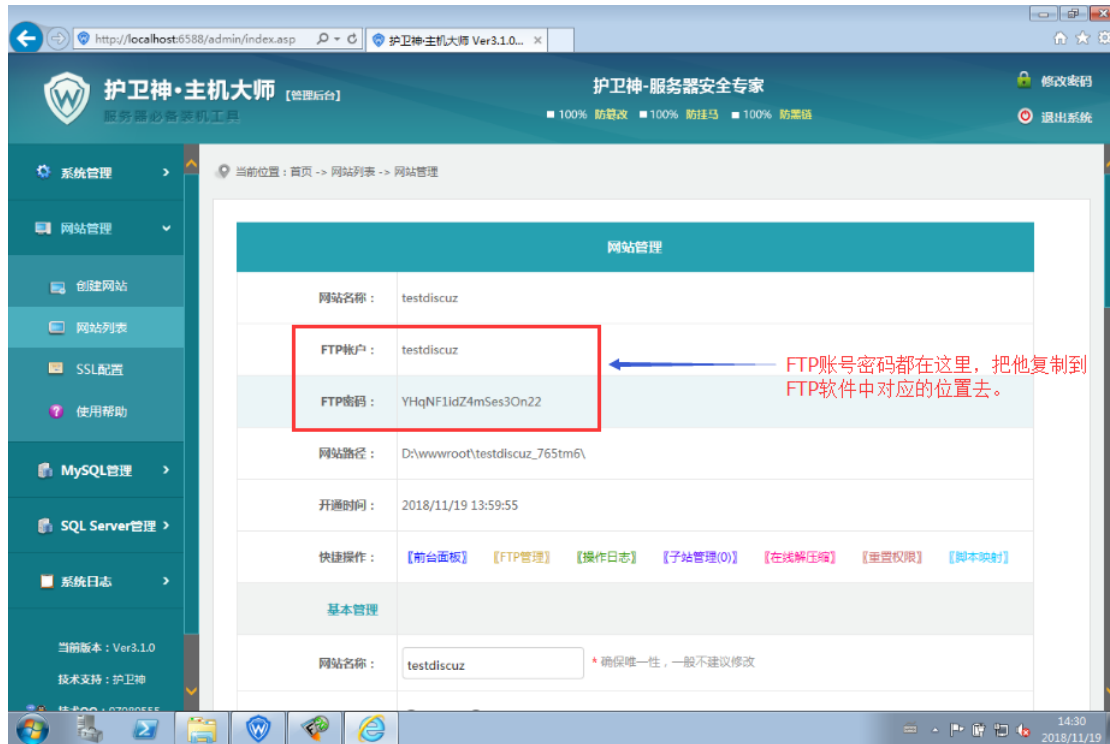 http://localhost:6588/admin/index.asp
护卫神·主机大师 Ver3.1.0...
护卫神·主机大师 [管理后台]
服务器必备装机工具
护卫神-服务器安全专家
100% 防篡改 100% 防挂马 100% 防黑链
修改密码
退出系统
系统管理
网站管理
创建网站
网站列表
SSL配置
使用帮助
MySQL管理
SQL Server管理
系统日志
当前版本：Ver3.1.0
技术支持：护卫神
当前位置：首页 -> 网站列表 -> 网站管理
网站管理
网站名称： testdiscuz
FTP帐户： testdiscuz
FTP密码： YHqNF1idZ4mSes3On22
FTP账号密码都在这里，把他复制到
FTP软件中对应的位置去。
网站路径： D:\wwwroot\testdiscuz_765tm6\
开通时间： 2018/11/19 13:59:55
快捷操作： 〖前台面板〗 〖FTP管理〗 〖操作日志〗 〖子站管理(0)〗 〖在线解压缩〗 〖重置权限〗 〖脚本映射〗
基本管理
网站名称： testdiscuz * 确保唯一性，一般不建议修改
14:30
2018/11/19